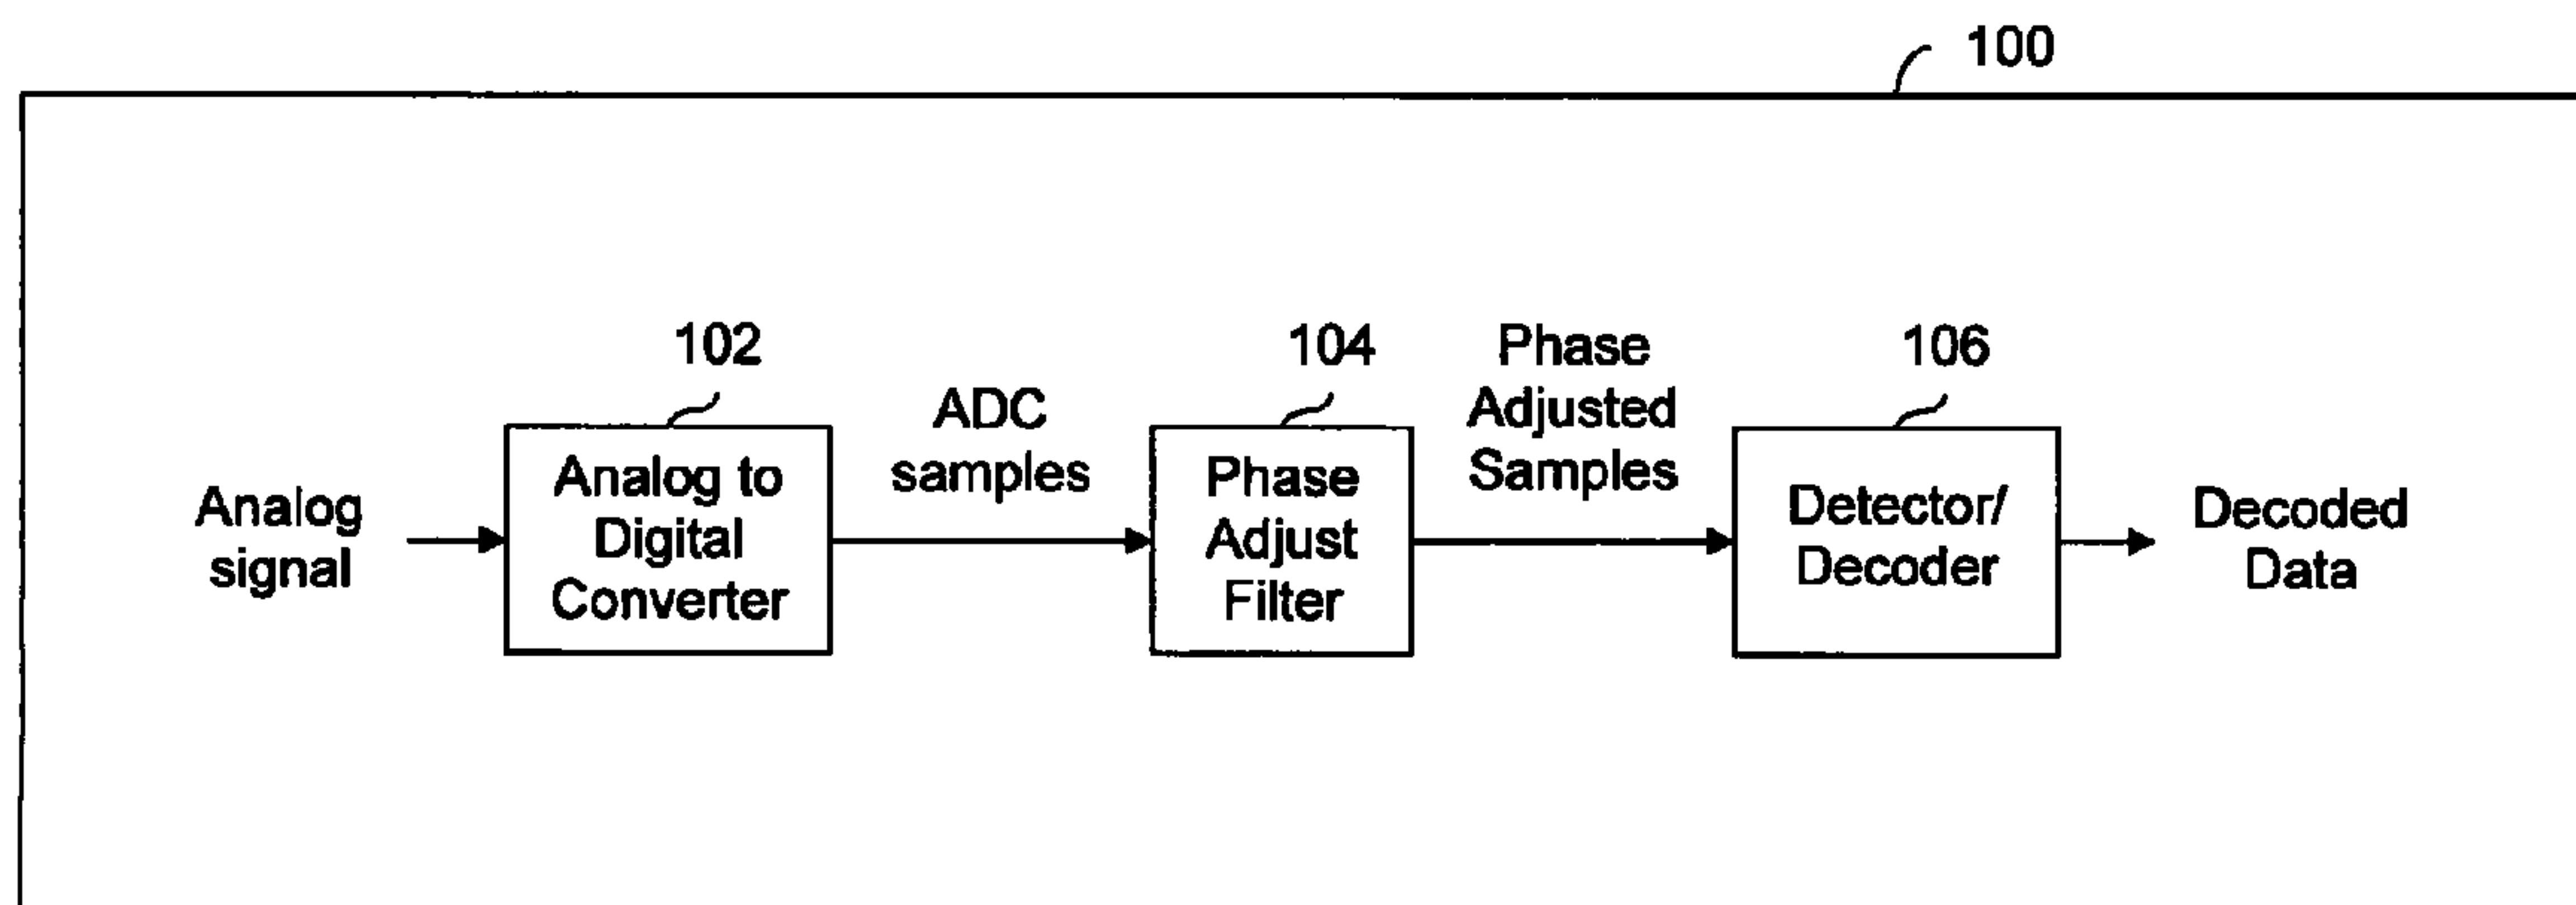 100
102
104
106
Analog
signal
Analog to
Digital
Converter
ADC
samples
Phase
Adjust
Filter
Phase
Adjusted
Samples
Detector/
Decoder
Decoded
Data